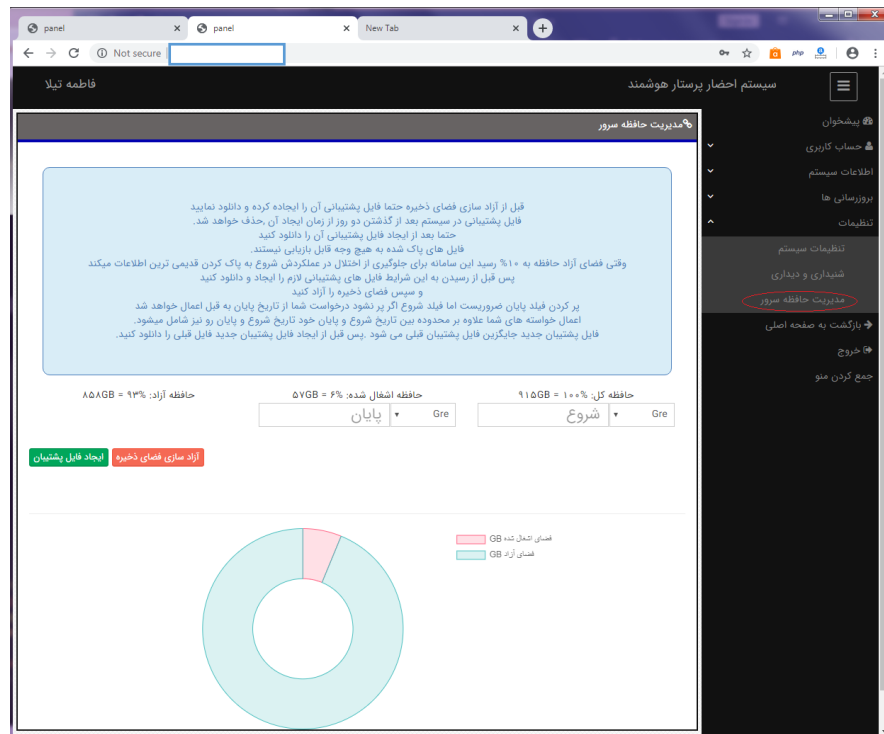 panel
panel
New Tab
Not secure
php
سیستم احضار پرستار هوشمند
فاطمه تیلا
پیشخوان
حساب کاربری
اطلاعات سیستم
بروزرسانی ها
تنظیمات
تنظیمات سیستم
شنیداری و دیداری
مدیریت حافظه سرور
بازگشت به صفحه اصلی
خروج
جمع کردن منو
مدیریت حافظه سرور
قبل از آزاد سازی فضای ذخیره حتما فایل پشتیبانی آن را ایجاده کرده و دانلود نمایید
فایل پشتیبانی در سیستم بعد از گذشتن دو روز از زمان ایجاد آن ,حذف خواهد شد.
حتما بعد از ایجاد فایل پشتیبانی آن را دانلود کنید
فایل های پاک شده به هیچ وجه قابل بازیابی نیستند.
وقتی فضای آزاد حافظه به ۱۰% رسید این سامانه برای جلوگیری از اختلال در عملکردش شروع به پاک کردن قدیمی ترین اطلاعات میکند
پس قبل از رسیدن به این شرایط فایل های پشتیبانی لازم را ایجاد و دانلود کنید
و سپس فضای ذخیره را آزاد کنید
پر کردن فیلد پایان ضروریست اما فیلد شروع اگر پر نشود درخواست شما از تاریخ پایان به قبل اعمال خواهد شد
اعمال خواسته های شما علاوه بر محدوده بین تاریخ شروع و پایان خود تاریخ شروع و پایان رو نیز شامل میشود.
فایل پشتیبان جدید جایگزین فایل پشتیبان قبلی می شود .پس قبل از ایجاد فایل پشتیبان جدید فایل قبلی را دانلود کنید.
حافظه کل: %۱۰۰ = ۹۱۵GB
حافظه اشغال شده: %۶ = ۵۷GB
حافظه آزاد: %۹۳ = ۸۵۸GB
Gre
شروع
Gre
پایان
آزاد سازی فضای ذخیره
ایجاد فایل پشتیبان
فضای اشغال شده GB
فضای آزاد GB